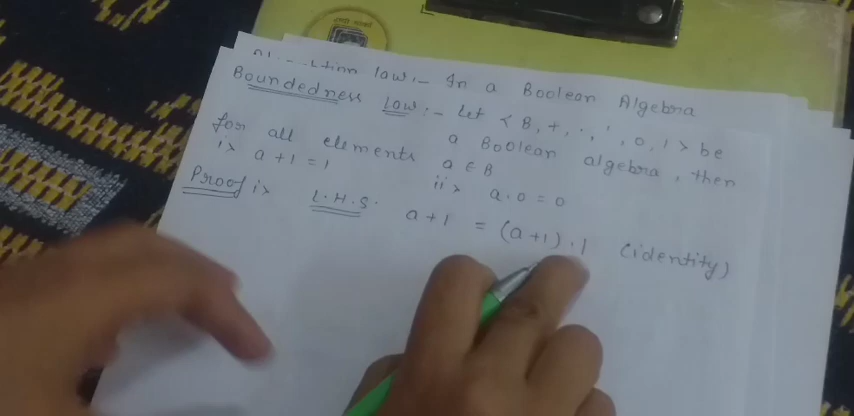 law :- In a Boolean Algebra
Boundedness Law :- Let < B, +, ·, ', 0, 1 > be
a Boolean algebra, then
for all elements a ∈ B
i> a + 1 = 1 ii> a · 0 = 0
Proof i> L.H.S. a + 1 = (a + 1) · 1 (identity)